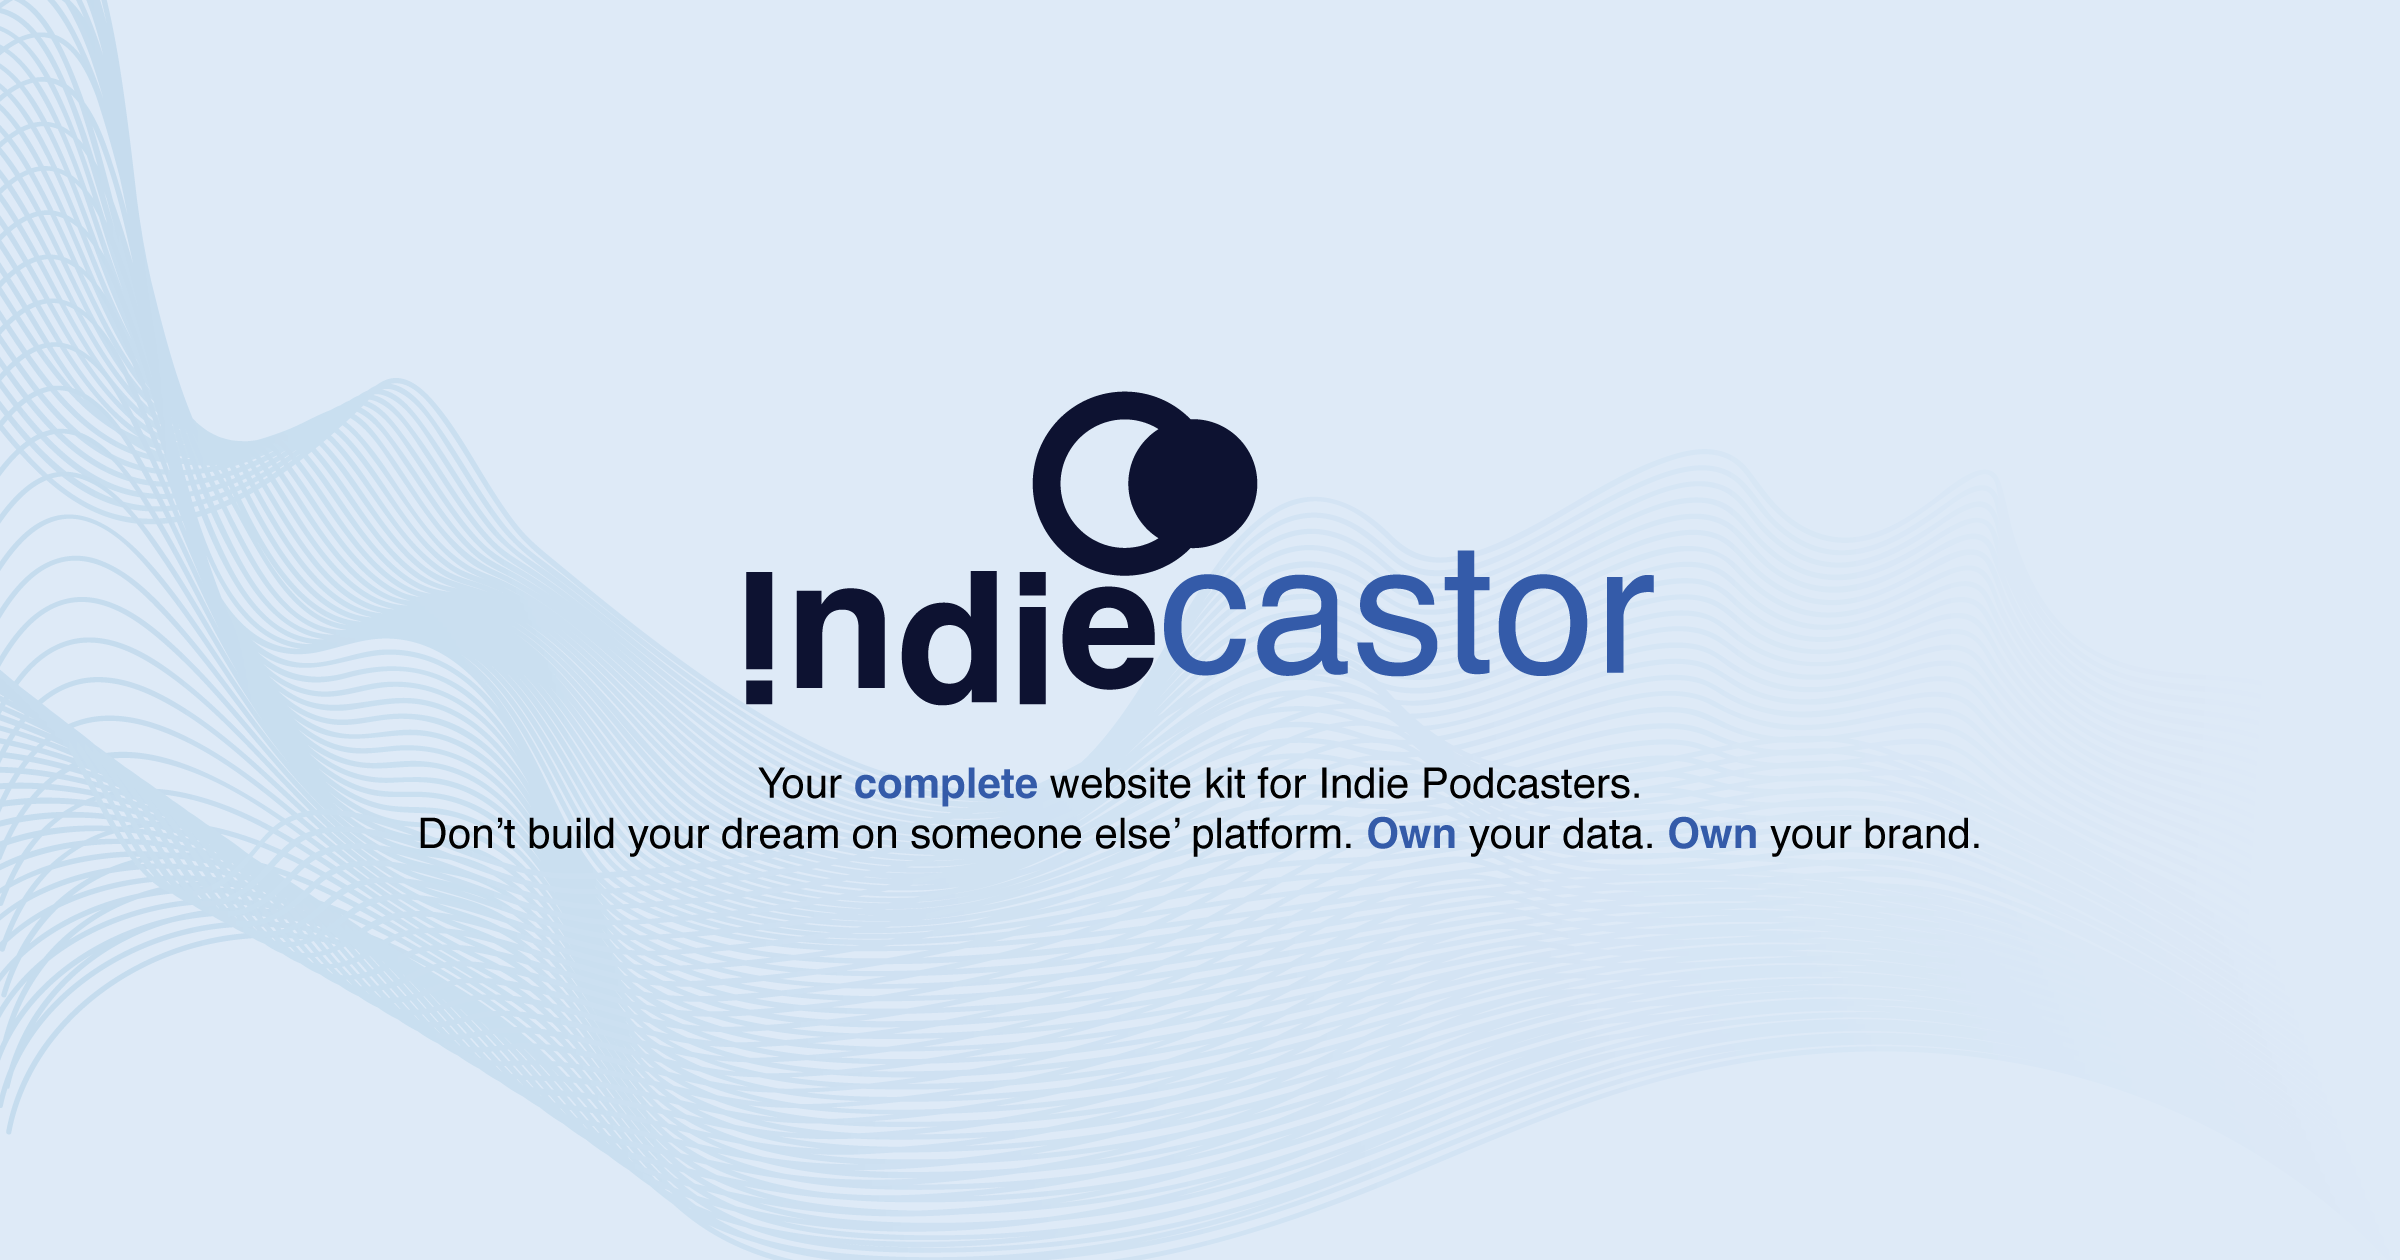 !ndiecastor
Your complete website kit for Indie Podcasters.
Don’t build your dream on someone else’ platform. Own your data. Own your brand.